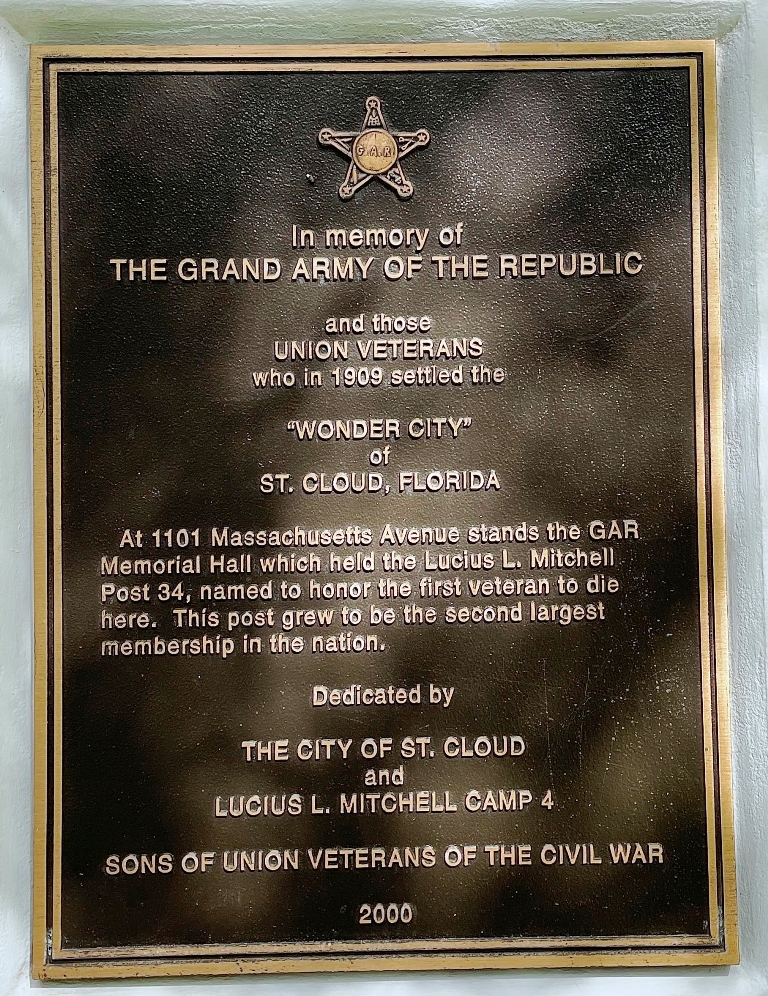 G.A.R
In memory of
THE GRAND ARMY OF THE REPUBLIC
and those
UNION VETERANS
who in 1909 settled the
"WONDER CITY"
of
ST. CLOUD, FLORIDA
At 1101 Massachusetts Avenue stands the GAR
Memorial Hall which held the Lucius L. Mitchell
Post 34, named to honor the first veteran to die
here. This post grew to be the second largest
membership in the nation.
Dedicated by
THE CITY OF ST. CLOUD
and
LUCIUS L. MITCHELL CAMP 4
SONS OF UNION VETERANS OF THE CIVIL WAR
2000